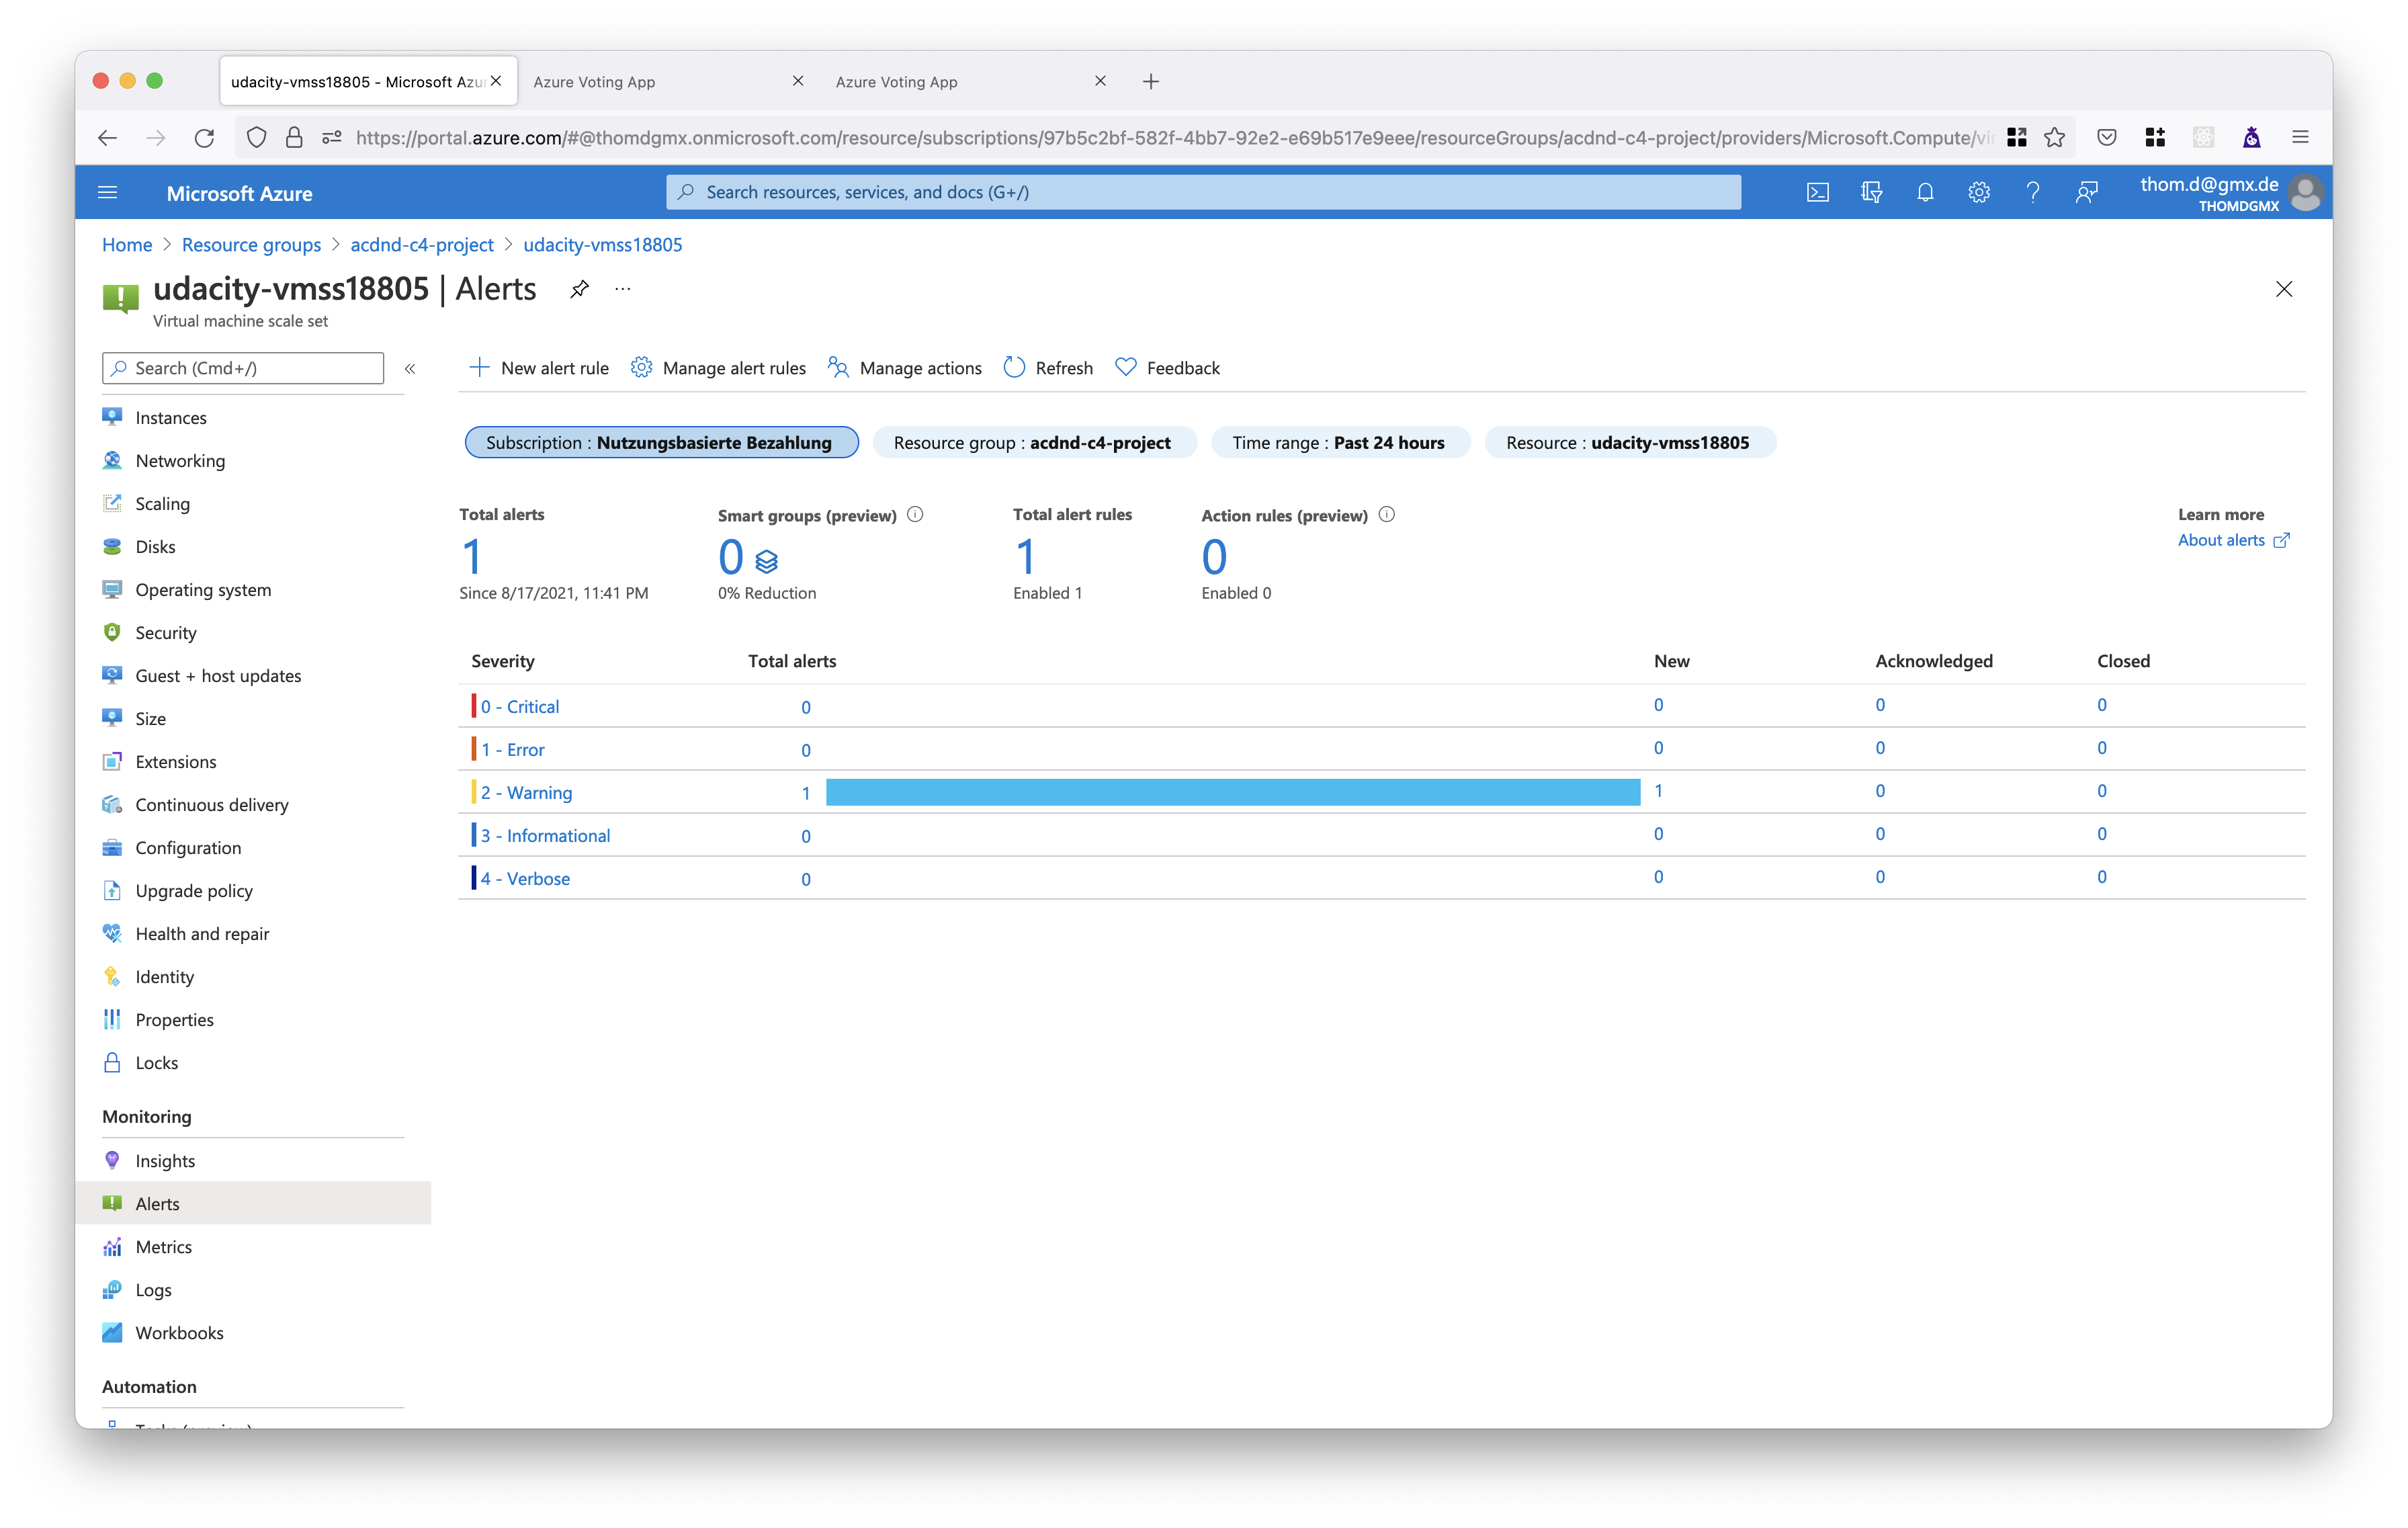 udacity-vmss18805 - Microsoft Azur
Azure Voting App
Azure Voting App
https://portal.azure.com/#@thomdgmx.onmicrosoft.com/resource/subscriptions/97b5c2bf-582f-4bb7-92e2-e69b517e9eee/resourceGroups/acdnd-c4-project/providers/Microsoft.Compute/vi
Microsoft Azure
Search resources, services, and docs (G+/)
thom.d@gmx.de
THOMDGMX
Home > Resource groups > acdnd-c4-project > udacity-vmss18805
udacity-vmss18805 | Alerts
Virtual machine scale set
Search (Cmd+/)
Instances
Networking
Scaling
Disks
Operating system
Security
Guest + host updates
Size
Extensions
Continuous delivery
Configuration
Upgrade policy
Health and repair
Identity
Properties
Locks
Monitoring
Insights
Alerts
Metrics
Logs
Workbooks
Automation
Tasks (preview)
New alert rule Manage alert rules Manage actions Refresh Feedback
Subscription : Nutzungsbasierte Bezahlung Resource group : acdnd-c4-project Time range : Past 24 hours Resource : udacity-vmss18805
Total alerts
1
Since 8/17/2021, 11:41 PM
Smart groups (preview)
0
0% Reduction
Total alert rules
1
Enabled 1
Action rules (preview)
0
Enabled 0
Learn more
About alerts
Severity Total alerts New Acknowledged Closed
0 - Critical 0 0 0 0
1 - Error 0 0 0 0
2 - Warning 1 1 0 0
3 - Informational 0 0 0 0
4 - Verbose 0 0 0 0